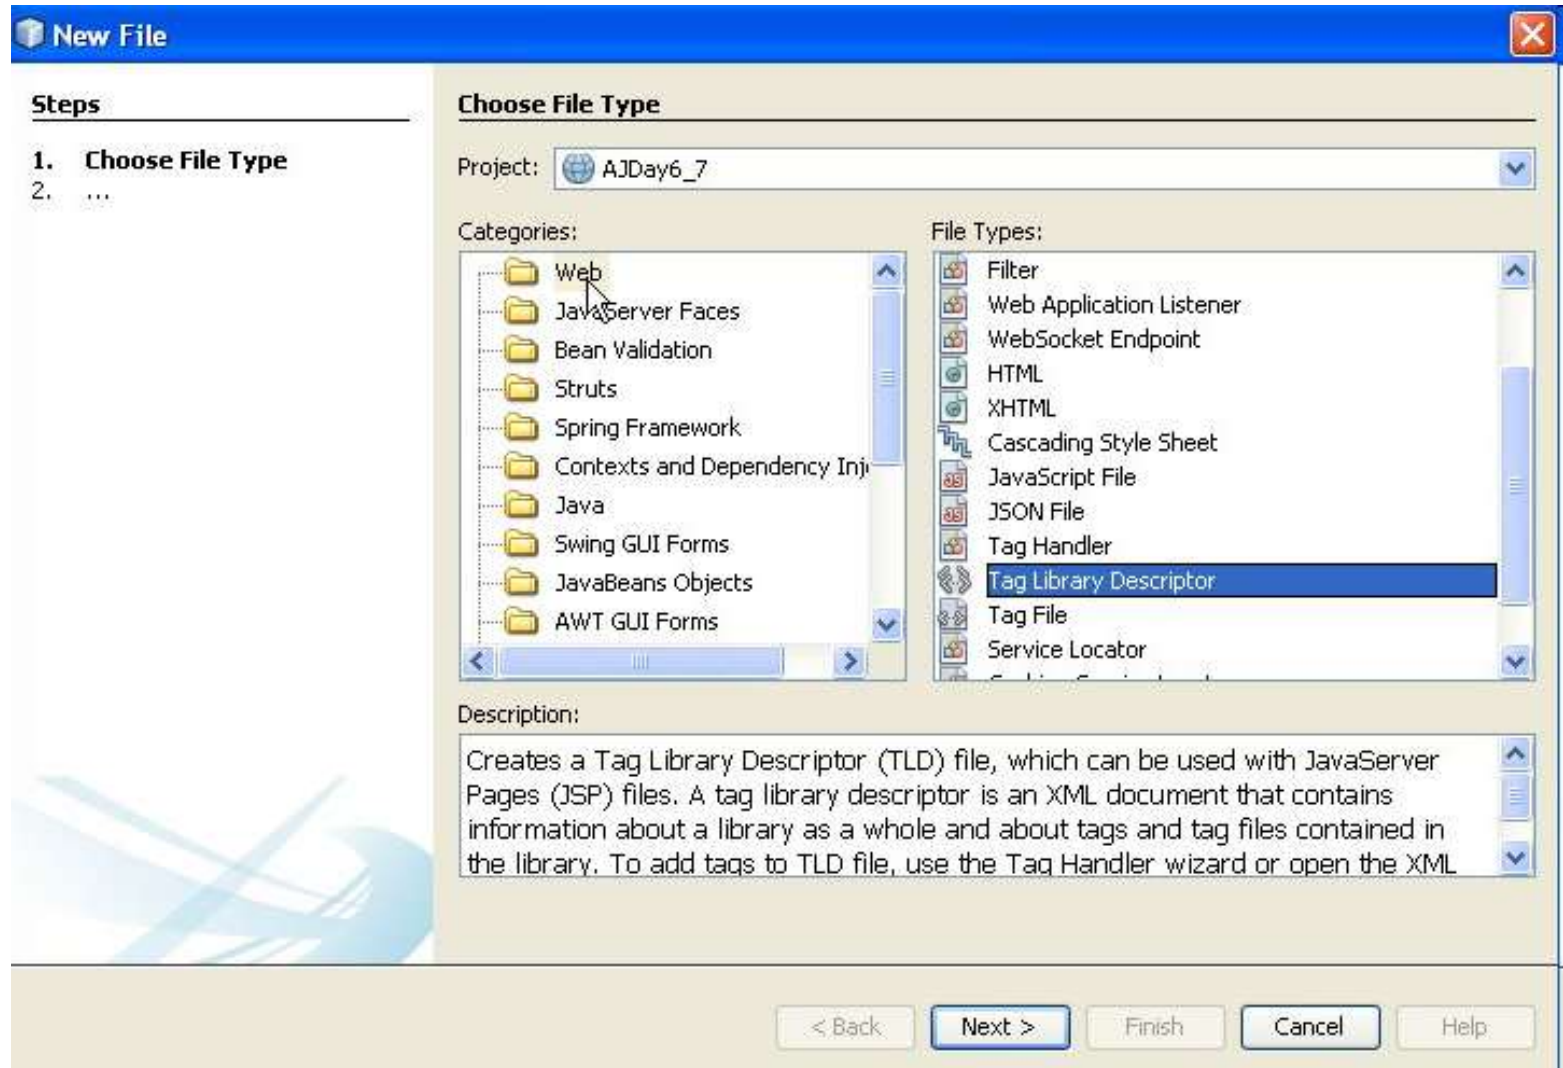 New File
Steps
1. Choose File Type
2. ...
Choose File Type
Project: AJDay6_7
Categories:
Web
JavaServer Faces
Bean Validation
Struts
Spring Framework
Contexts and Dependency Inj
Java
Swing GUI Forms
JavaBeans Objects
AWT GUI Forms
File Types:
Filter
Web Application Listener
WebSocket Endpoint
HTML
XHTML
Cascading Style Sheet
JavaScript File
JSON File
Tag Handler
Tag Library Descriptor
Tag File
Service Locator
Description:
Creates a Tag Library Descriptor (TLD) file, which can be used with JavaServer
Pages (JSP) files. A tag library descriptor is an XML document that contains
information about a library as a whole and about tags and tag files contained in
the library. To add tags to TLD file, use the Tag Handler wizard or open the XML
< Back
Next >
Finish
Cancel
Help